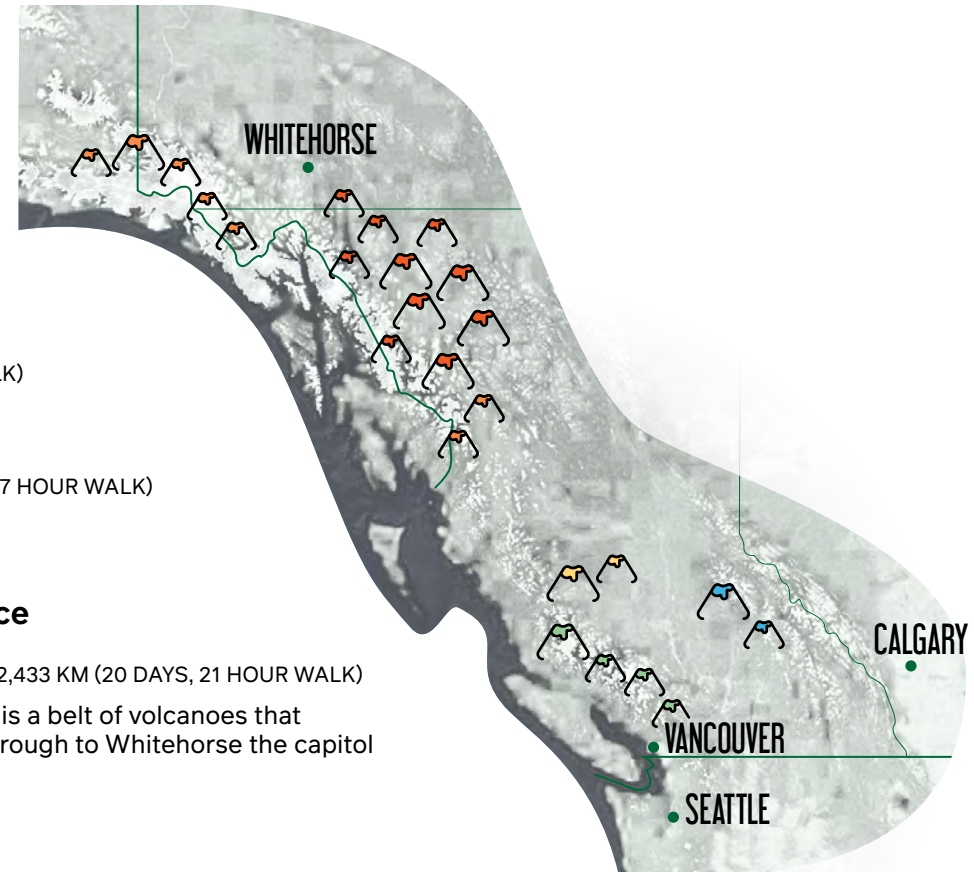 WHITEHORSE
LK)
7 HOUR WALK)
ce
2,433 KM (20 DAYS, 21 HOUR WALK)
is a belt of volcanoes that
rough to Whitehorse the capitol
CALGARY
VANCOUVER
SEATTLE